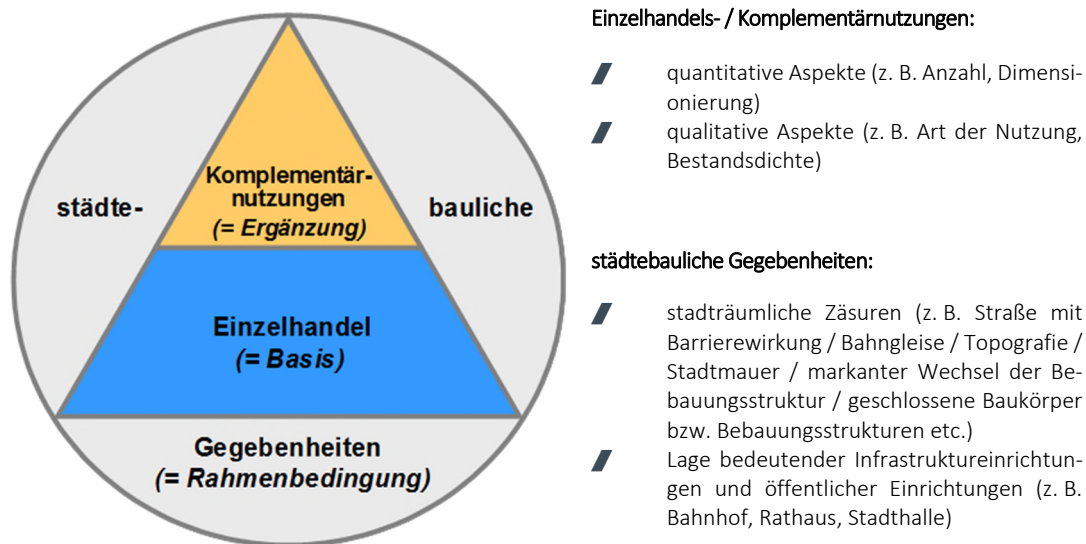 städte-
bauliche
Komplementär-
nutzungen
(= Ergänzung)
Einzelhandel
(= Basis)
Gegebenheiten
(= Rahmenbedingung)
Einzelhandels- / Komplementärnutzungen:
quantitative Aspekte (z. B. Anzahl, Dimensi-
onierung)
qualitative Aspekte (z. B. Art der Nutzung,
Bestandsdichte)
städtebauliche Gegebenheiten:
stadträumliche Zäsuren (z. B. Straße mit
Barrierewirkung / Bahngleise / Topografie /
Stadtmauer / markanter Wechsel der Be-
bauungsstruktur / geschlossene Baukörper
bzw. Bebauungsstrukturen etc.)
Lage bedeutender Infrastruktureinrichtun-
gen und öffentlicher Einrichtungen (z. B.
Bahnhof, Rathaus, Stadthalle)